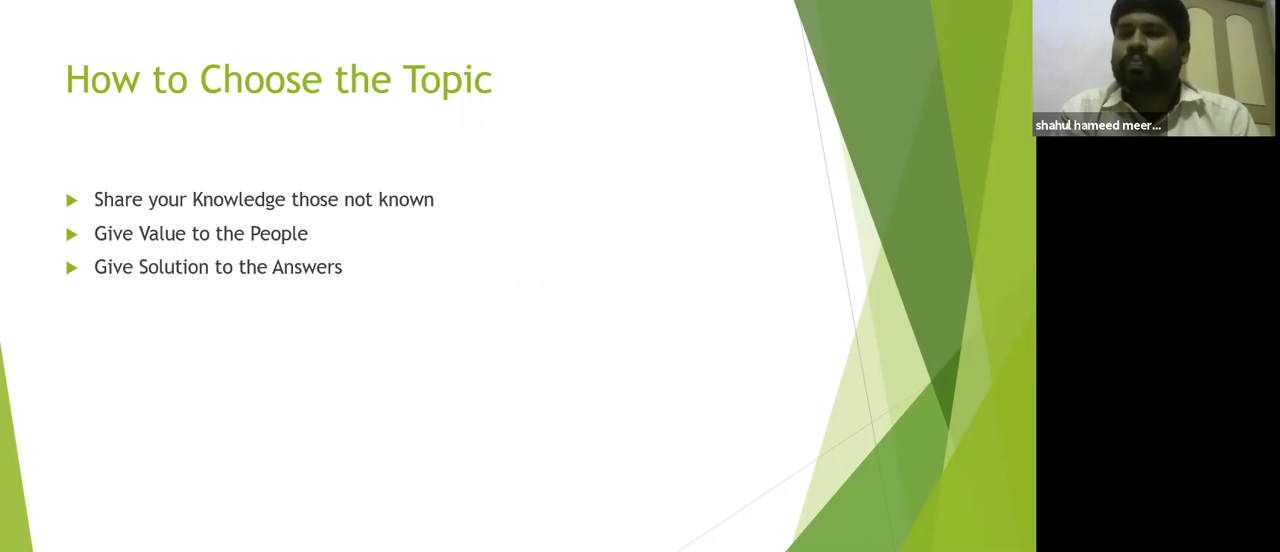 How to Choose the Topic
Share your Knowledge those not known
Give Value to the People
Give Solution to the Answers
shahul hameed meer...